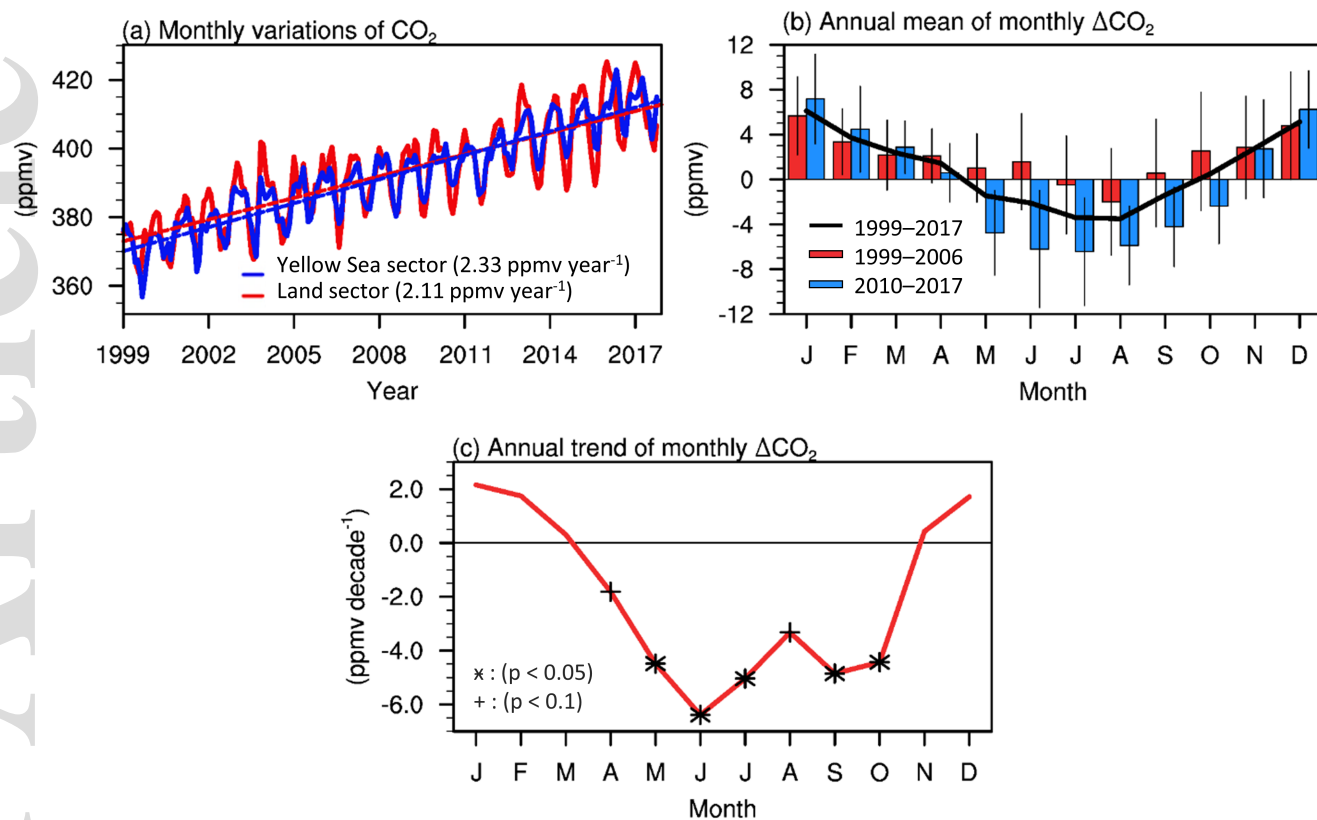 (a) Monthly variations of CO₂
(ppmv)
420
400
380
360
Yellow Sea sector (2.33 ppmv year⁻¹)
Land sector (2.11 ppmv year⁻¹)
1999 2002 2005 2008 2011 2014 2017
Year
(b) Annual mean of monthly ΔCO₂
(ppmv)
12
8
4
0
-4
-8
-12
1999–2017
1999–2006
2010–2017
J F M A M J J A S O N D
Month
(c) Annual trend of monthly ΔCO₂
(ppmv decade⁻¹)
2.0
0.0
-2.0
-4.0
-6.0
× : (p < 0.05)
+ : (p < 0.1)
J F M A M J J A S O N D
Month